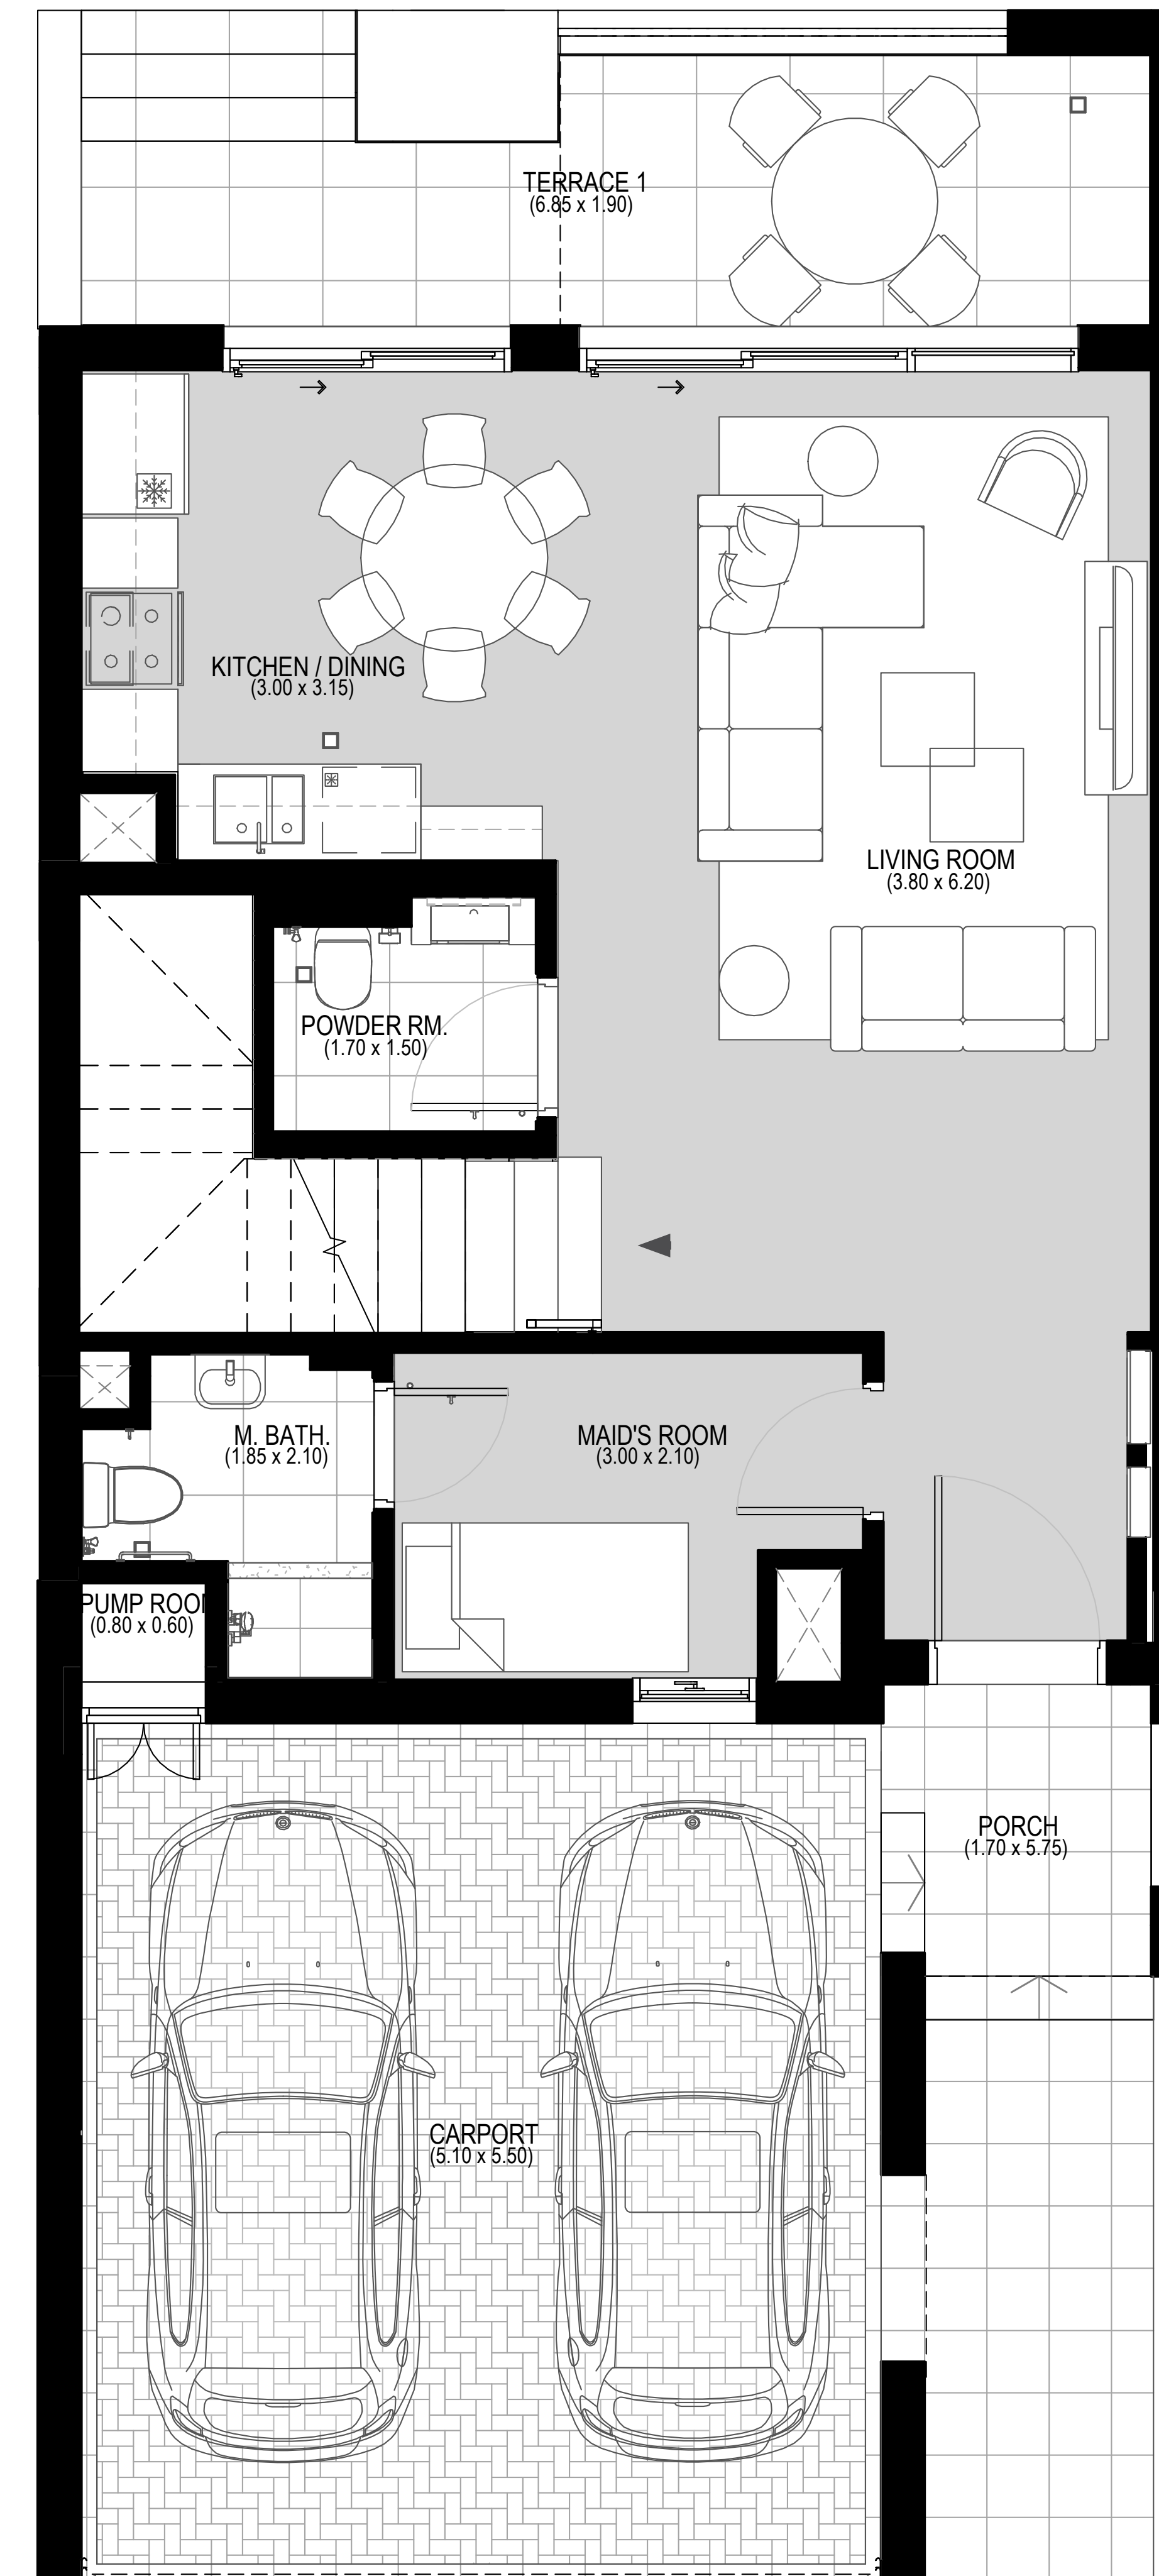 TERRACE 1
(6.85 x 1.90)
KITCHEN / DINING
(3.00 x 3.15)
LIVING ROOM
(3.80 x 6.20)
POWDER RM.
(1.70 x 1.50)
M. BATH.
(1.85 x 2.10)
MAID'S ROOM
(3.00 x 2.10)
PUMP ROO
(0.80 x 0.60)
PORCH
(1.70 x 5.75)
CARPORT
(5.10 x 5.50)